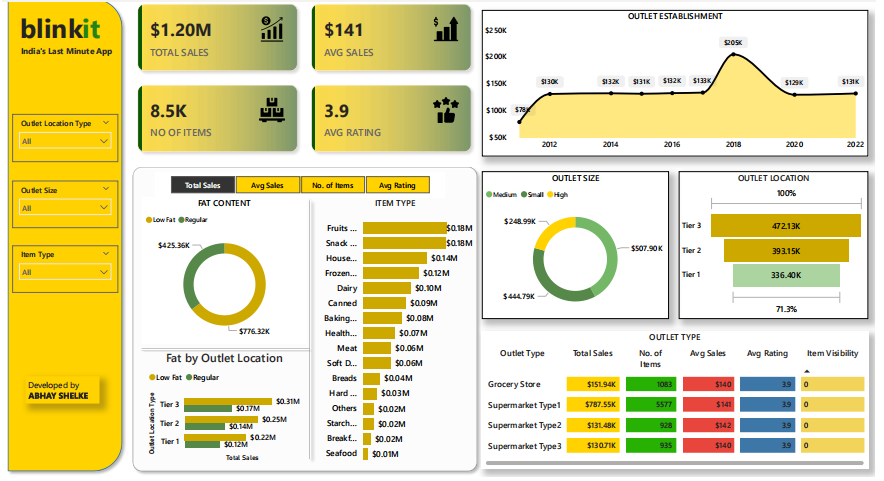 blinkit
India's Last Minute App
Outlet Location Type
All
Outlet Size
All
Item Type
All
Developed by
ABHAY SHELKE
$1.20M
TOTAL SALES
$141
AVG SALES
8.5K
NO OF ITEMS
3.9
AVG RATING
OUTLET ESTABLISHMENT
$250K
$200K
$150K
$100K
$50K
$78K
$130K
$132K
$131K
$132K
$133K
$205K
$129K
$131K
2012
2014
2016
2018
2020
2022
Total Sales
Avg Sales
No. of Items
Avg Rating
FAT CONTENT
Low Fat Regular
$425.36K
$776.32K
Fat by Outlet Location
Low Fat Regular
Outlet Location Type
Tier 3 $0.31M
$0.17M
Tier 2 $0.25M
$0.14M
Tier 1 $0.22M
$0.12M
Total Sales
ITEM TYPE
Fruits ... $0.18M
Snack ... $0.18M
House... $0.14M
Frozen... $0.12M
Dairy $0.10M
Canned $0.09M
Baking... $0.08M
Health... $0.07M
Meat $0.06M
Soft D... $0.06M
Breads $0.04M
Hard ... $0.03M
Others $0.02M
Starch... $0.02M
Breakf... $0.02M
Seafood $0.01M
OUTLET SIZE
Medium Small High
$248.99K
$507.90K
$444.79K
OUTLET LOCATION
100%
Tier 3 472.13K
Tier 2 393.15K
Tier 1 336.40K
71.3%
OUTLET TYPE
Outlet Type Total Sales No. of Items Avg Sales Avg Rating Item Visibility
Grocery Store $151.94K 1083 $140 3.9 0
Supermarket Type1 $787.55K 5577 $141 3.9 0
Supermarket Type2 $131.48K 928 $142 3.9 0
Supermarket Type3 $130.71K 935 $140 3.9 0